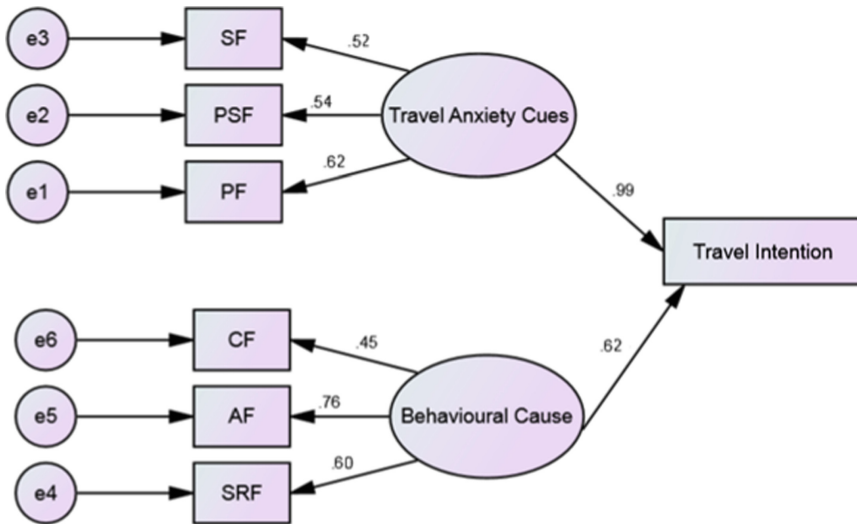 e3
SF
.52
e2
PSF
.54
Travel Anxiety Cues
e1
PF
.62
.99
Travel Intention
e6
CF
.45
.62
e5
AF
.76
Behavioural Cause
e4
SRF
.60